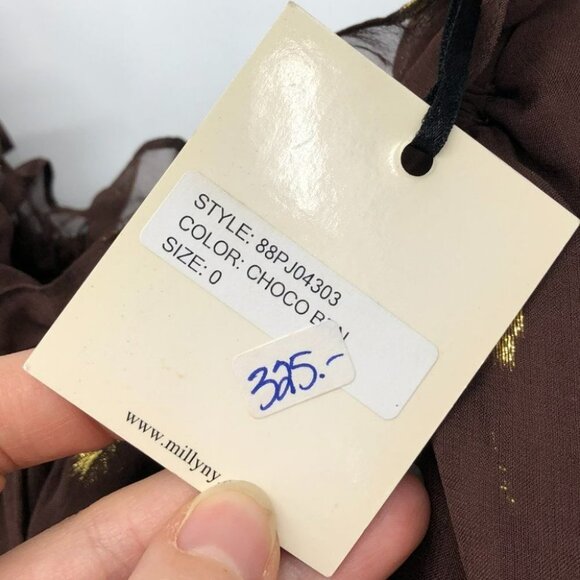 STYLE: 88PJ04303
COLOR: CHOCO
SIZE: 0
325.-
www.millyny.